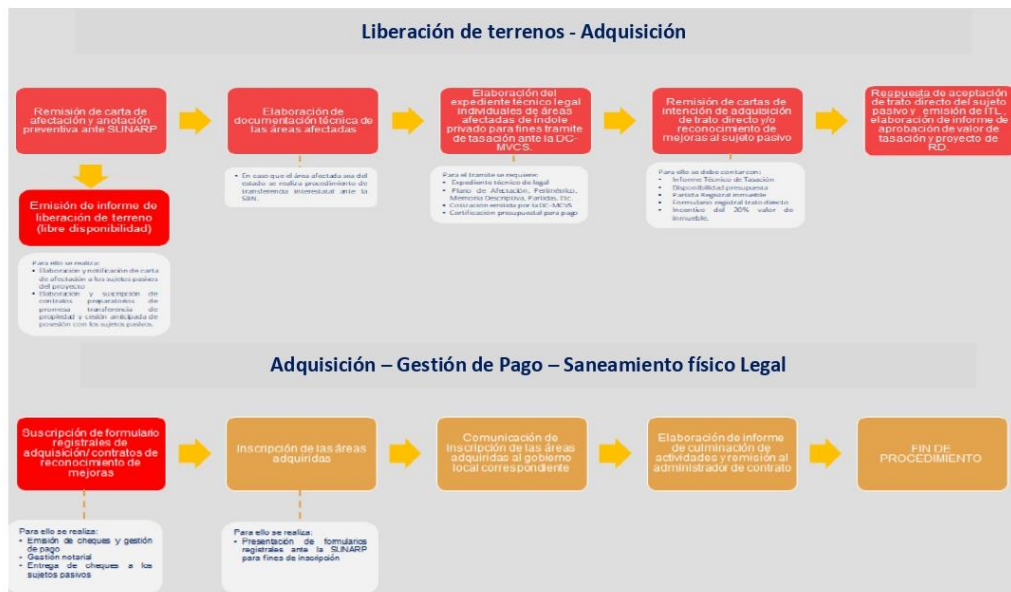 Liberación de terrenos - Adquisición
Remisión de carta de
afectación y anotación
preventiva ante SUNARP
Elaboración de
documentación técnica de
las áreas afectadas
Elaboración del
expediente técnico legal
individuales de áreas
afectadas de índole
privado para fines tramite
de tasación ante la DC-
MVCS.
Remisión de cartas de
intención de adquisición
de trato directo y/o
reconocimiento de
mejoras al sujeto pasivo
Respuesta de aceptación
de trato directo del sujeto
pasivo y emisión de ITL,
elaboración de informe de
aprobación de valor de
tasación y proyecto de
RD.
• En caso que el área afectada sea del
estado se realiza procedimiento de
transferencia interestatal ante la
SBN.
Para el tramite se requiere:
• Expediente técnico de legal
• Plano de Afectación, Perimétrico,
Memoria Descriptiva, Partidas, Etc.
• Cotización emitida por la DC-MCVS
• Certificación presupuestal para pago
Para ello se debe contar con:
• Informe Técnico de Tasación
• Disponibilidad presupuesta
• Partida Registral inmueble
• Formulario registral trato directo
• Incentivo del 20% valor de
inmueble.
Emisión de informe de
liberación de terreno
(libre disponibilidad)
Para ello se realiza:
• Elaboración y notificación de carta
de afectación a los sujetos pasivos
del proyecto
• Elaboración y suscripción de
contratos preparatorios de
promesa transferencia de
propiedad y cesión anticipada de
posesión con los sujetos pasivos.
Adquisición – Gestión de Pago – Saneamiento físico Legal
Suscripción de formulario
registrales de
adquisición/ contratos de
reconocimiento de
mejoras
Inscripción de las áreas
adquiridas
Comunicación de
Inscripción de las áreas
adquiridas al gobierno
local correspondiente
Elaboración de informe
de culminación de
actividades y remisión al
administrador de contrato
FIN DE
PROCEDIMIENTO
Para ello se realiza:
• Emisión de cheques y gestión
de pago
• Gestión notarial
• Entrega de cheques a los
sujetos pasivos
Para ello se realiza:
• Presentación de formularios
registrales ante la SUNARP
para fines de inscripción